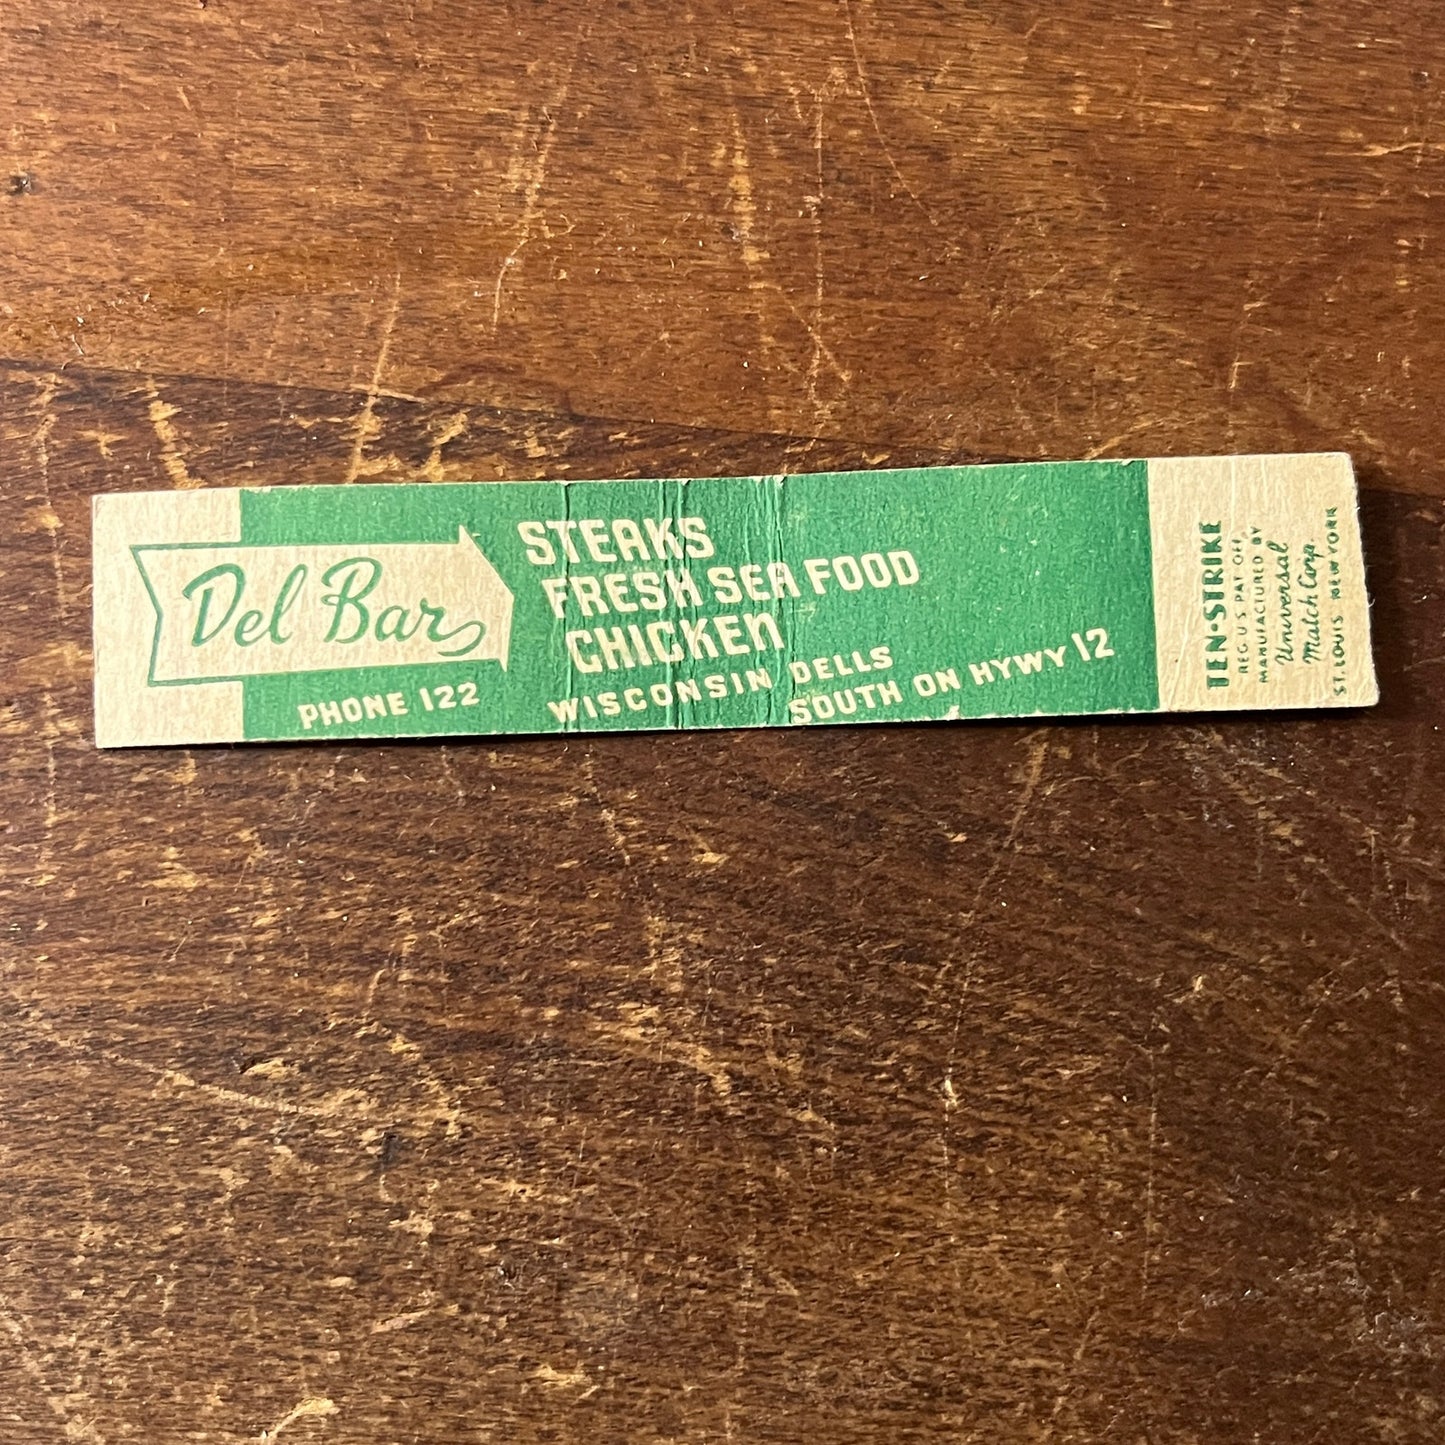 Del Bar
PHONE 122
STEAKS
FRESH SEA FOOD
CHICKEN
WISCONSIN DELLS
SOUTH ON HYWY 12
TEN-STRIKE
REG U S PAT OFF
MANUFACTURED BY
Universal
Match Corp.
ST. LOUIS NEW YORK